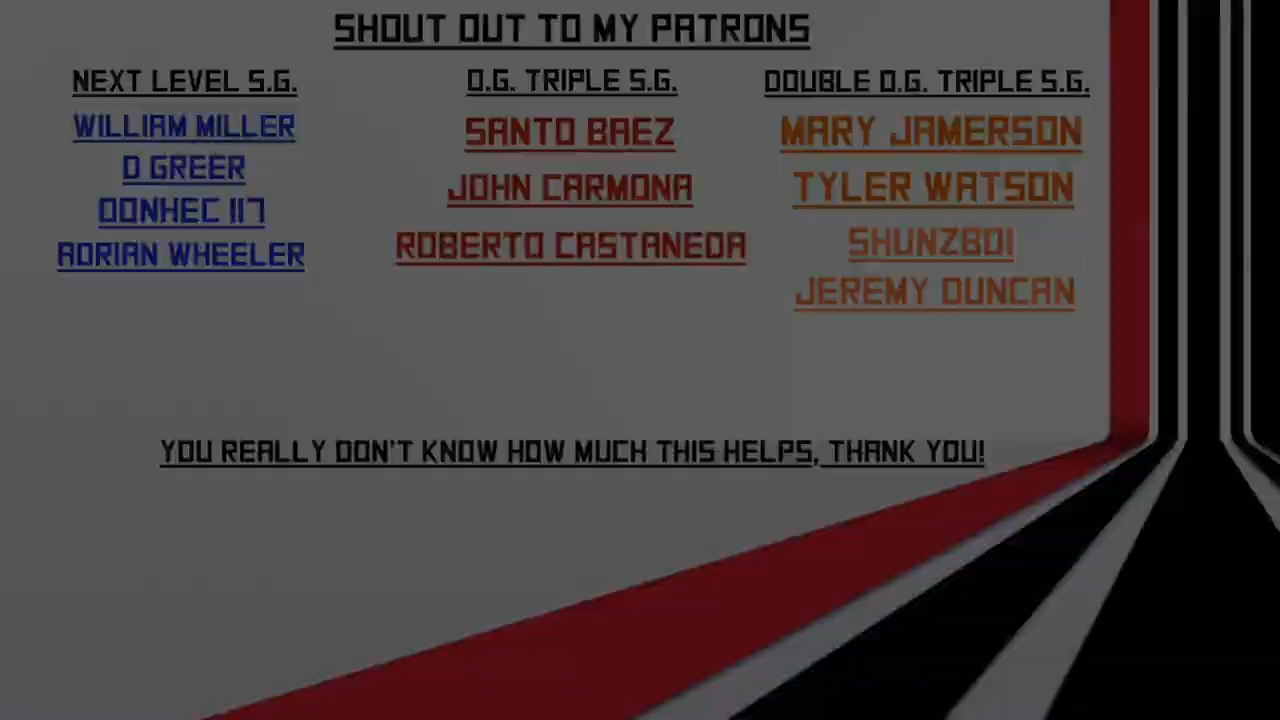 SHOUT OUT TO MY PATRONS
NEXT LEVEL S.G.
WILLIAM MILLER
D GREER
DONHEC 117
ADRIAN WHEELER
O.G. TRIPLE S.G.
SANTO BAEZ
JOHN CARMONA
ROBERTO CASTANEDA
DOUBLE O.G. TRIPLE S.G.
MARY JAMERSON
TYLER WATSON
SHUNZBOI
JEREMY DUNCAN
YOU REALLY DON'T KNOW HOW MUCH THIS HELPS, THANK YOU!